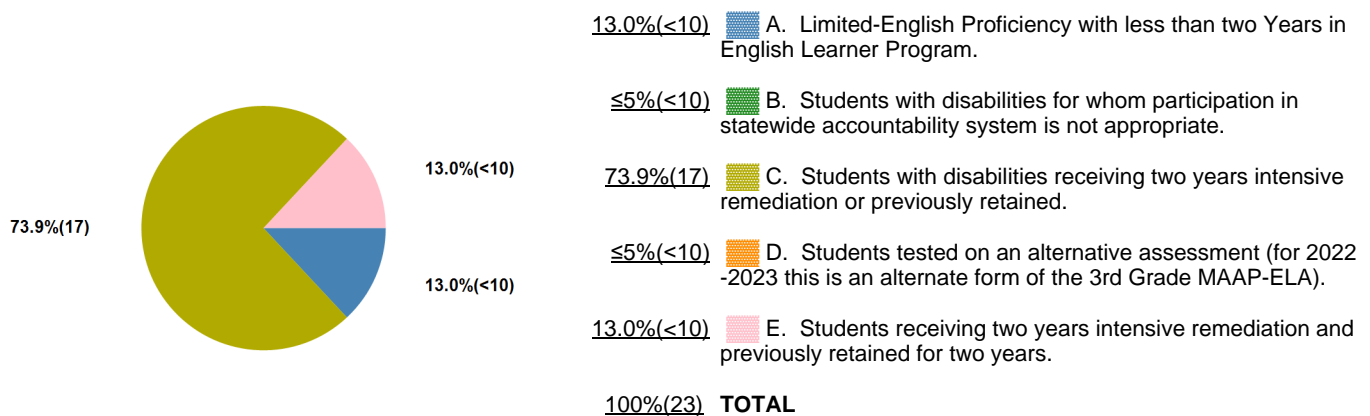 13.0%(<10) A. Limited-English Proficiency with less than two Years in
English Learner Program.
≤5%(<10) B. Students with disabilities for whom participation in
statewide accountability system is not appropriate.
73.9%(17) C. Students with disabilities receiving two years intensive
remediation or previously retained.
≤5%(<10) D. Students tested on an alternative assessment (for 2022
-2023 this is an alternate form of the 3rd Grade MAAP-ELA).
13.0%(<10) E. Students receiving two years intensive remediation and
previously retained for two years.
100%(23) TOTAL
13.0%(<10)
73.9%(17)
13.0%(<10)